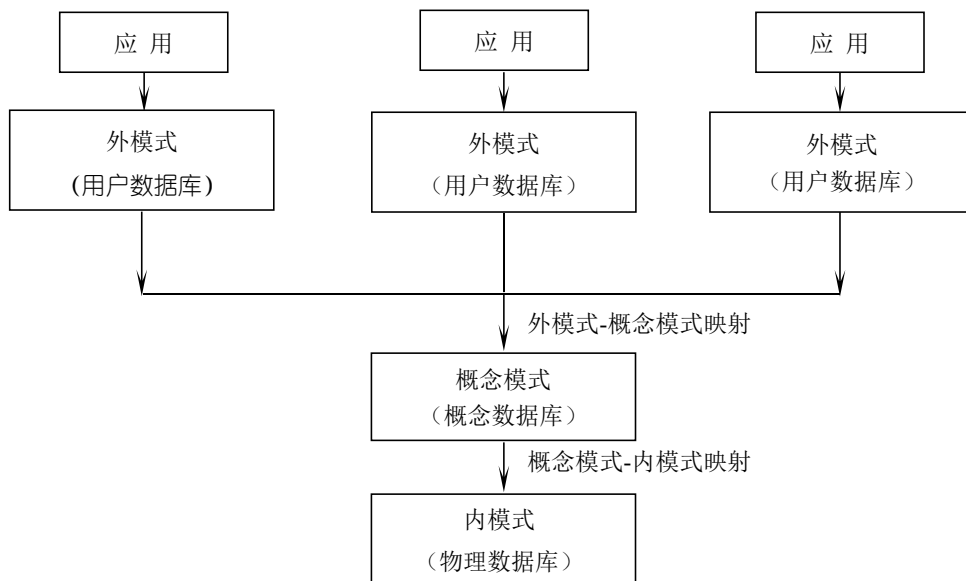 应 用
应 用
应 用
外模式
(用户数据库)
外模式
（用户数据库）
外模式
（用户数据库）
外模式-概念模式映射
概念模式
（概念数据库）
概念模式-内模式映射
内模式
（物理数据库）